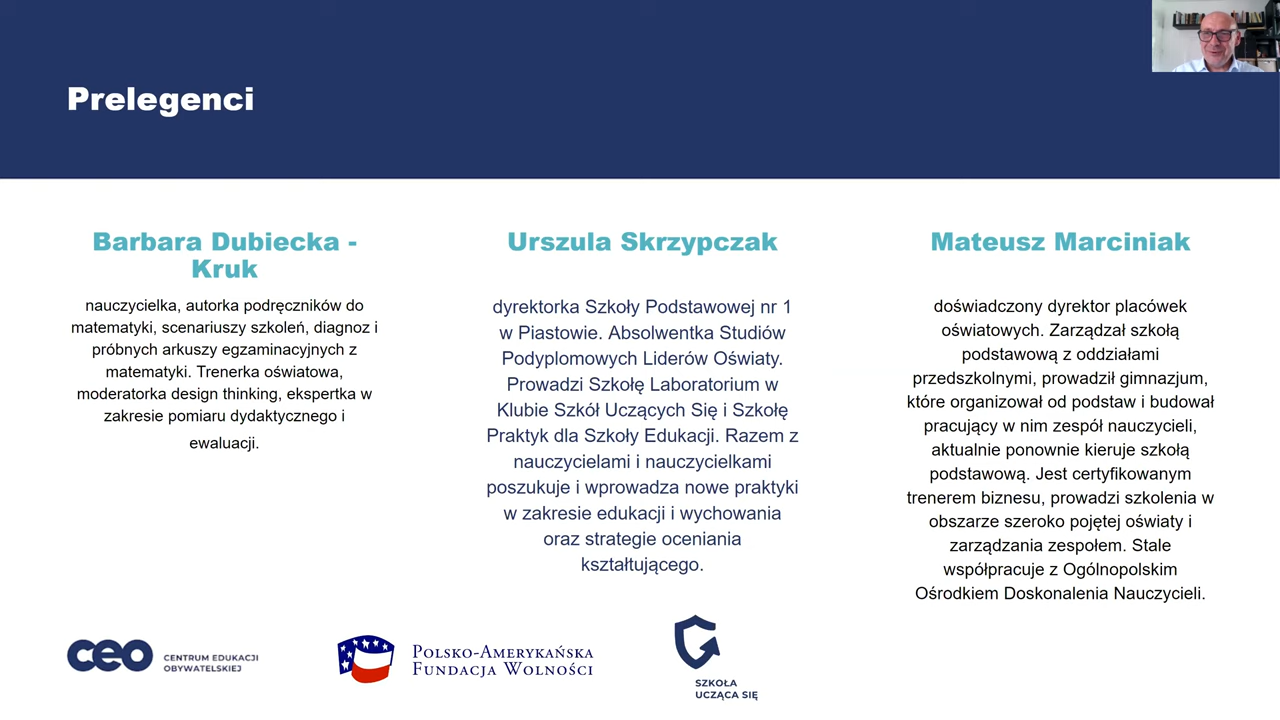 Prelegenci
Barbara Dubiecka -
Kruk
nauczycielka, autorka podręczników do
matematyki, scenariuszy szkoleń, diagnoz i
próbnych arkuszy egzaminacyjnych z
matematyki. Trenerka oświatowa,
moderatorka design thinking, ekspertka w
zakresie pomiaru dydaktycznego i
ewaluacji.
Urszula Skrzypczak
dyrektorka Szkoły Podstawowej nr 1
w Piastowie. Absolwentka Studiów
Podyplomowych Liderów Oświaty.
Prowadzi Szkołę Laboratorium w
Klubie Szkół Uczących Się i Szkołę
Praktyk dla Szkoły Edukacji. Razem z
nauczycielami i nauczycielkami
poszukuje i wprowadza nowe praktyki
w zakresie edukacji i wychowania
oraz strategie oceniania
kształtującego.
Mateusz Marciniak
doświadczony dyrektor placówek
oświatowych. Zarządzał szkołą
podstawową z oddziałami
przedszkolnymi, prowadził gimnazjum,
które organizował od podstaw i budował
pracujący w nim zespół nauczycieli,
aktualnie ponownie kieruje szkołą
podstawową. Jest certyfikowanym
trenerem biznesu, prowadzi szkolenia w
obszarze szeroko pojętej oświaty i
zarządzania zespołem. Stale
współpracuje z Ogólnopolskim
Ośrodkiem Doskonalenia Nauczycieli.
ceo
CENTRUM EDUKACJI
OBYWATELSKIEJ
POLSKO-AMERYKAŃSKA
FUNDACJA WOLNOŚCI
SZKOŁA
UCZĄCA SIĘ